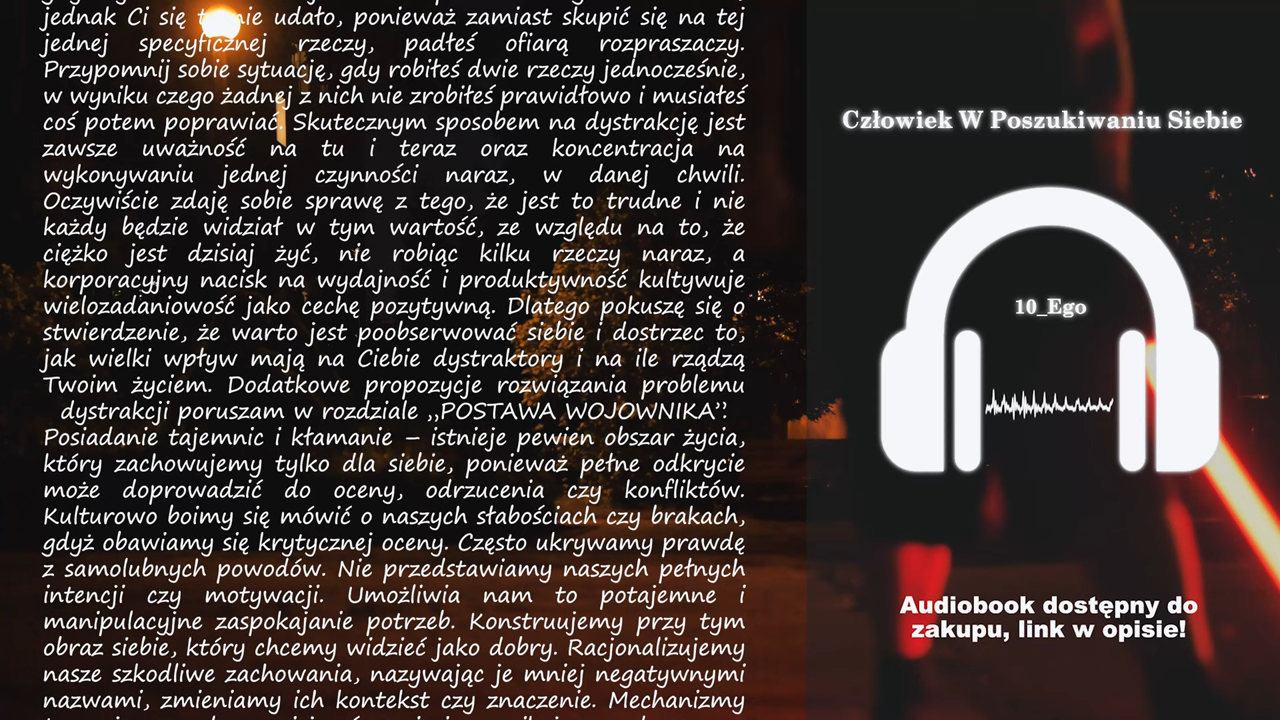 jednak Ci się to nie udało, ponieważ zamiast skupić się na tej
jednej specyficznej rzeczy, padłeś ofiarą rozpraszaczy.
Przypomnij sobie sytuację, gdy robiłeś dwie rzeczy jednocześnie,
w wyniku czego żadnej z nich nie zrobiłeś prawidłowo i musiałeś
coś potem poprawiać. Skutecznym sposobem na dystrakcję jest
zawsze uważność na tu i teraz oraz koncentracja na
wykonywaniu jednej czynności naraz, w danej chwili.
Oczywiście zdaję sobie sprawę z tego, że jest to trudne i nie
każdy będzie widział w tym wartość, ze względu na to, że
ciężko jest dzisiaj żyć, nie robiąc kilku rzeczy naraz, a
korporacyjny nacisk na wydajność i produktywność kultywuje
wielozadaniowość jako cechę pozytywną. Dlatego pokuszę się o
stwierdzenie, że warto jest poobserwować siebie i dostrzec to,
jak wielki wpływ mają na Ciebie dystraktory i na ile rządzą
Twoim życiem. Dodatkowe propozycje rozwiązania problemu
dystrakcji poruszam w rozdziale „POSTAWA WOJOWNIKA”.
Posiadanie tajemnic i kłamanie – istnieje pewien obszar życia,
który zachowujemy tylko dla siebie, ponieważ pełne odkrycie
może doprowadzić do oceny, odrzucenia czy konfliktów.
Kulturowo boimy się mówić o naszych słabościach czy brakach,
gdyż obawiamy się krytycznej oceny. Często ukrywamy prawdę
z samolubnych powodów. Nie przedstawiamy naszych pełnych
intencji czy motywacji. Umożliwia nam to potajemne i
manipulacyjne zaspokajanie potrzeb. Konstruujemy przy tym
obraz siebie, który chcemy widzieć jako dobry. Racjonalizujemy
nasze szkodliwe zachowania, nazywając je mniej negatywnymi
nazwami, zmieniamy ich kontekst czy znaczenie. Mechanizmy
Człowiek W Poszukiwaniu Siebie
10_Ego
Audiobook dostępny do
zakupu, link w opisie!